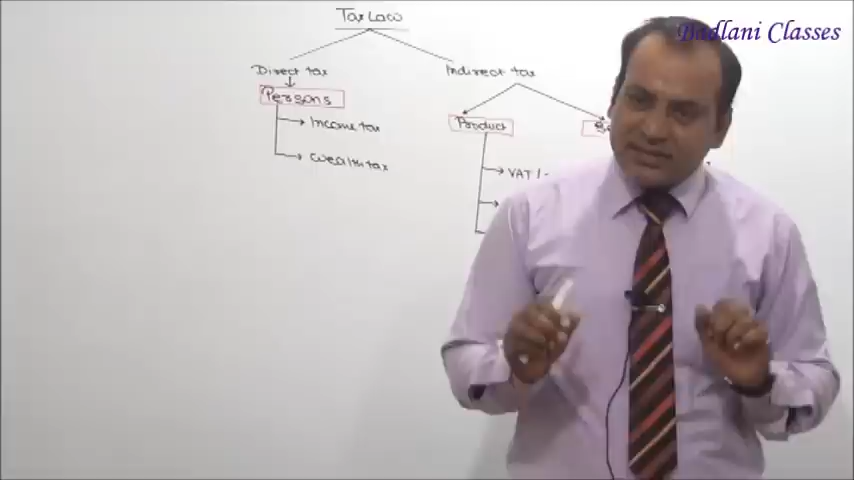 Badlani Classes
Tax Law
Direct tax
Indirect tax
Persons
Product
Income tax
Wealth tax
VAT / -